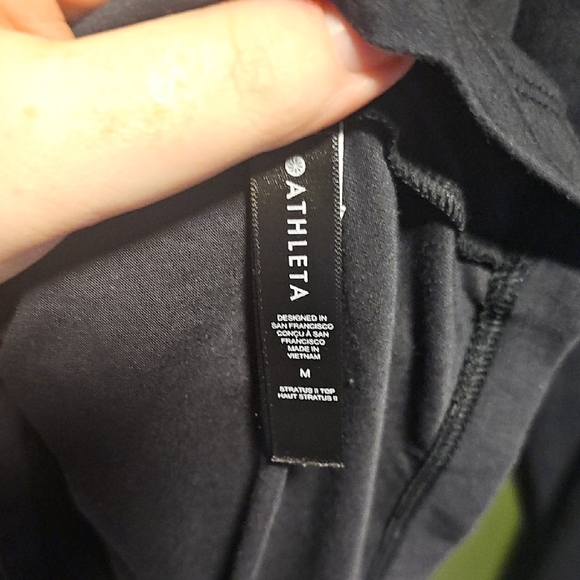 ATHLETA
DESIGNED IN
SAN FRANCISCO
CONÇU À SAN
FRANCISCO
MADE IN
VIETNAM
M
STRATUS II TOP
HAUT STRATUS II